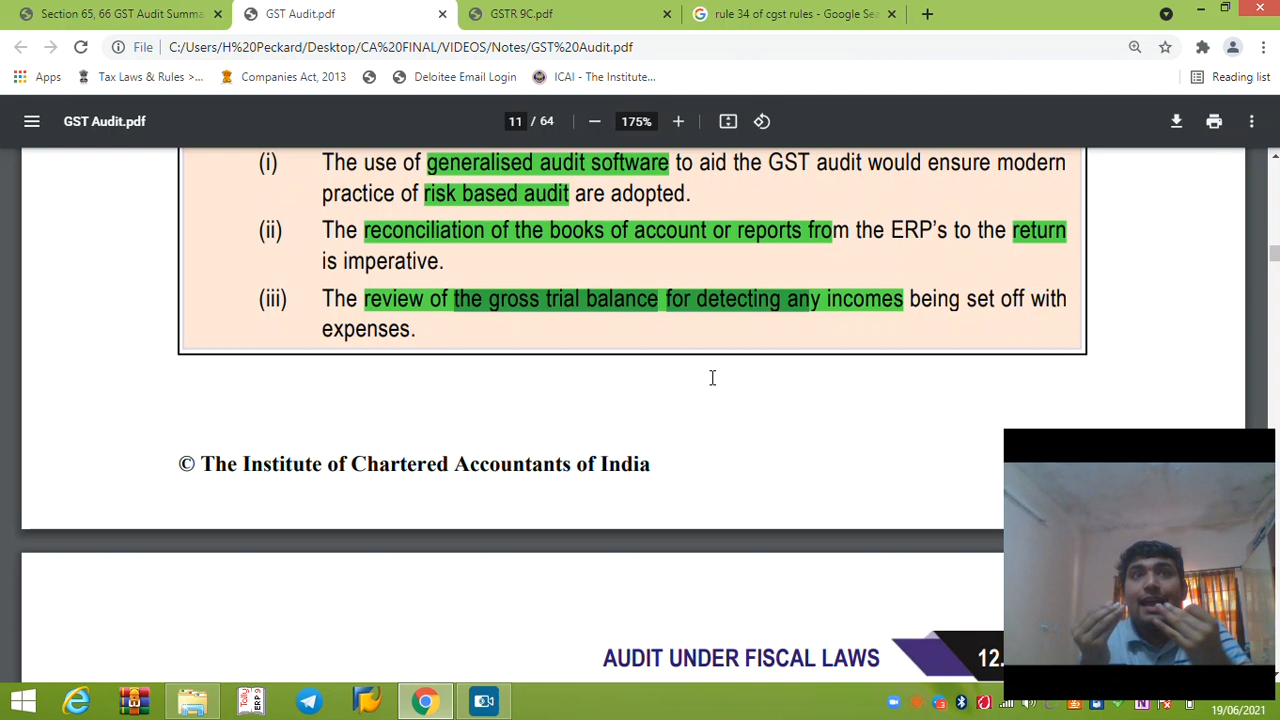 Section 65, 66 GST Audit Summa
GST Audit.pdf
GSTR 9C.pdf
rule 34 of cgst rules - Google Sea
File
C:/Users/H%20Peckard/Desktop/CA%20FINAL/VIDEOS/Notes/GST%20Audit.pdf
Apps
Tax Laws & Rules >...
Companies Act, 2013
Deloitee Email Login
ICAI - The Institute...
Reading list
GST Audit.pdf
11 / 64
175%
(i) The use of generalised audit software to aid the GST audit would ensure modern
practice of risk based audit are adopted.
(ii) The reconciliation of the books of account or reports from the ERP's to the return
is imperative.
(iii) The review of the gross trial balance for detecting any incomes being set off with
expenses.
© The Institute of Chartered Accountants of India
AUDIT UNDER FISCAL LAWS
12.
Tally
ERP 9
19/06/2021